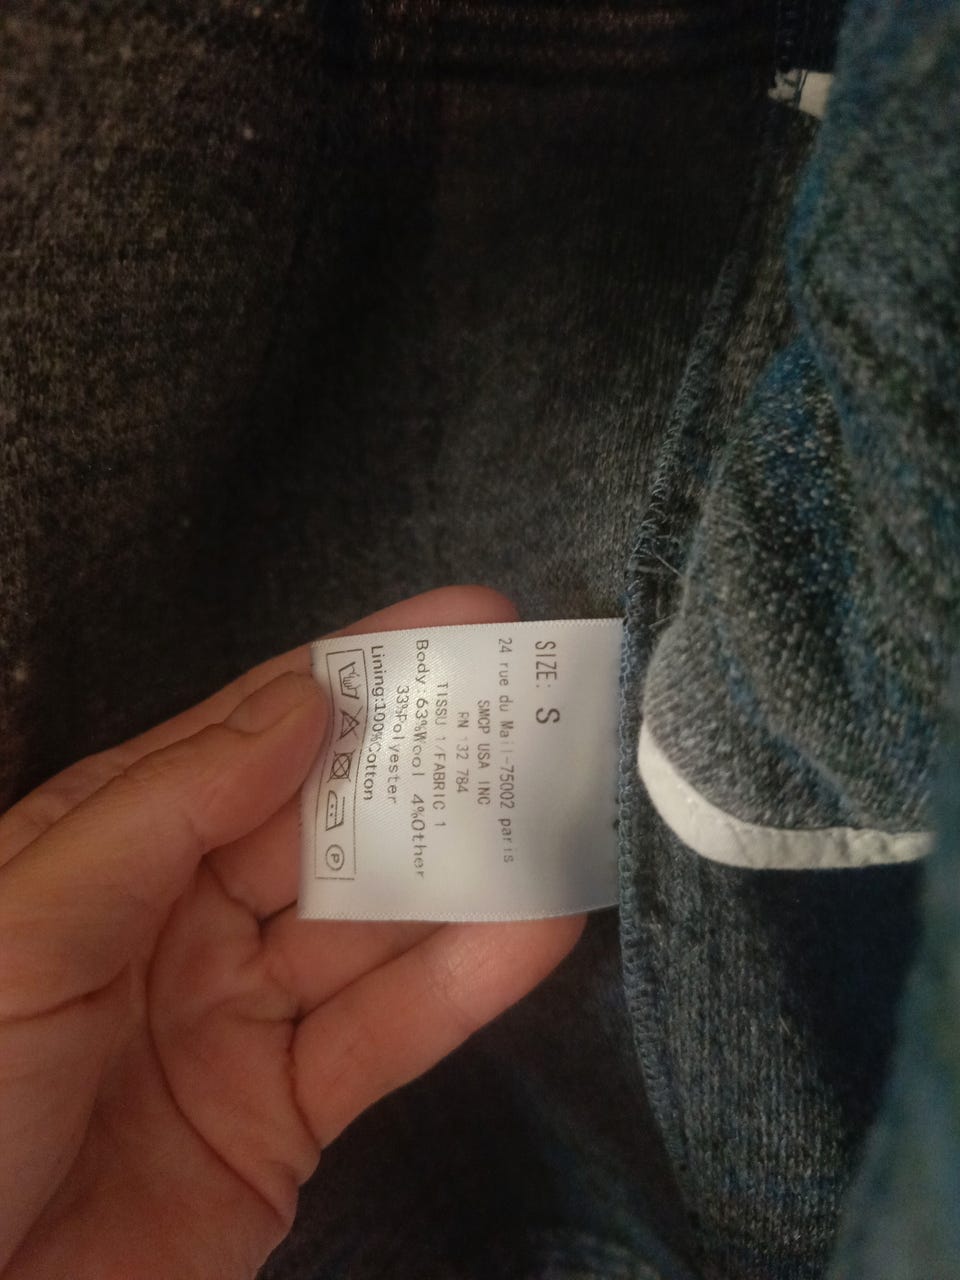 SIZE: S
24 rue du Mail-75002 paris
SMCP USA INC
RN 132 784
TISSU 1/FABRIC 1
Body:63%Wool 4%Other
33%Polyester
Lining:100%Cotton
P